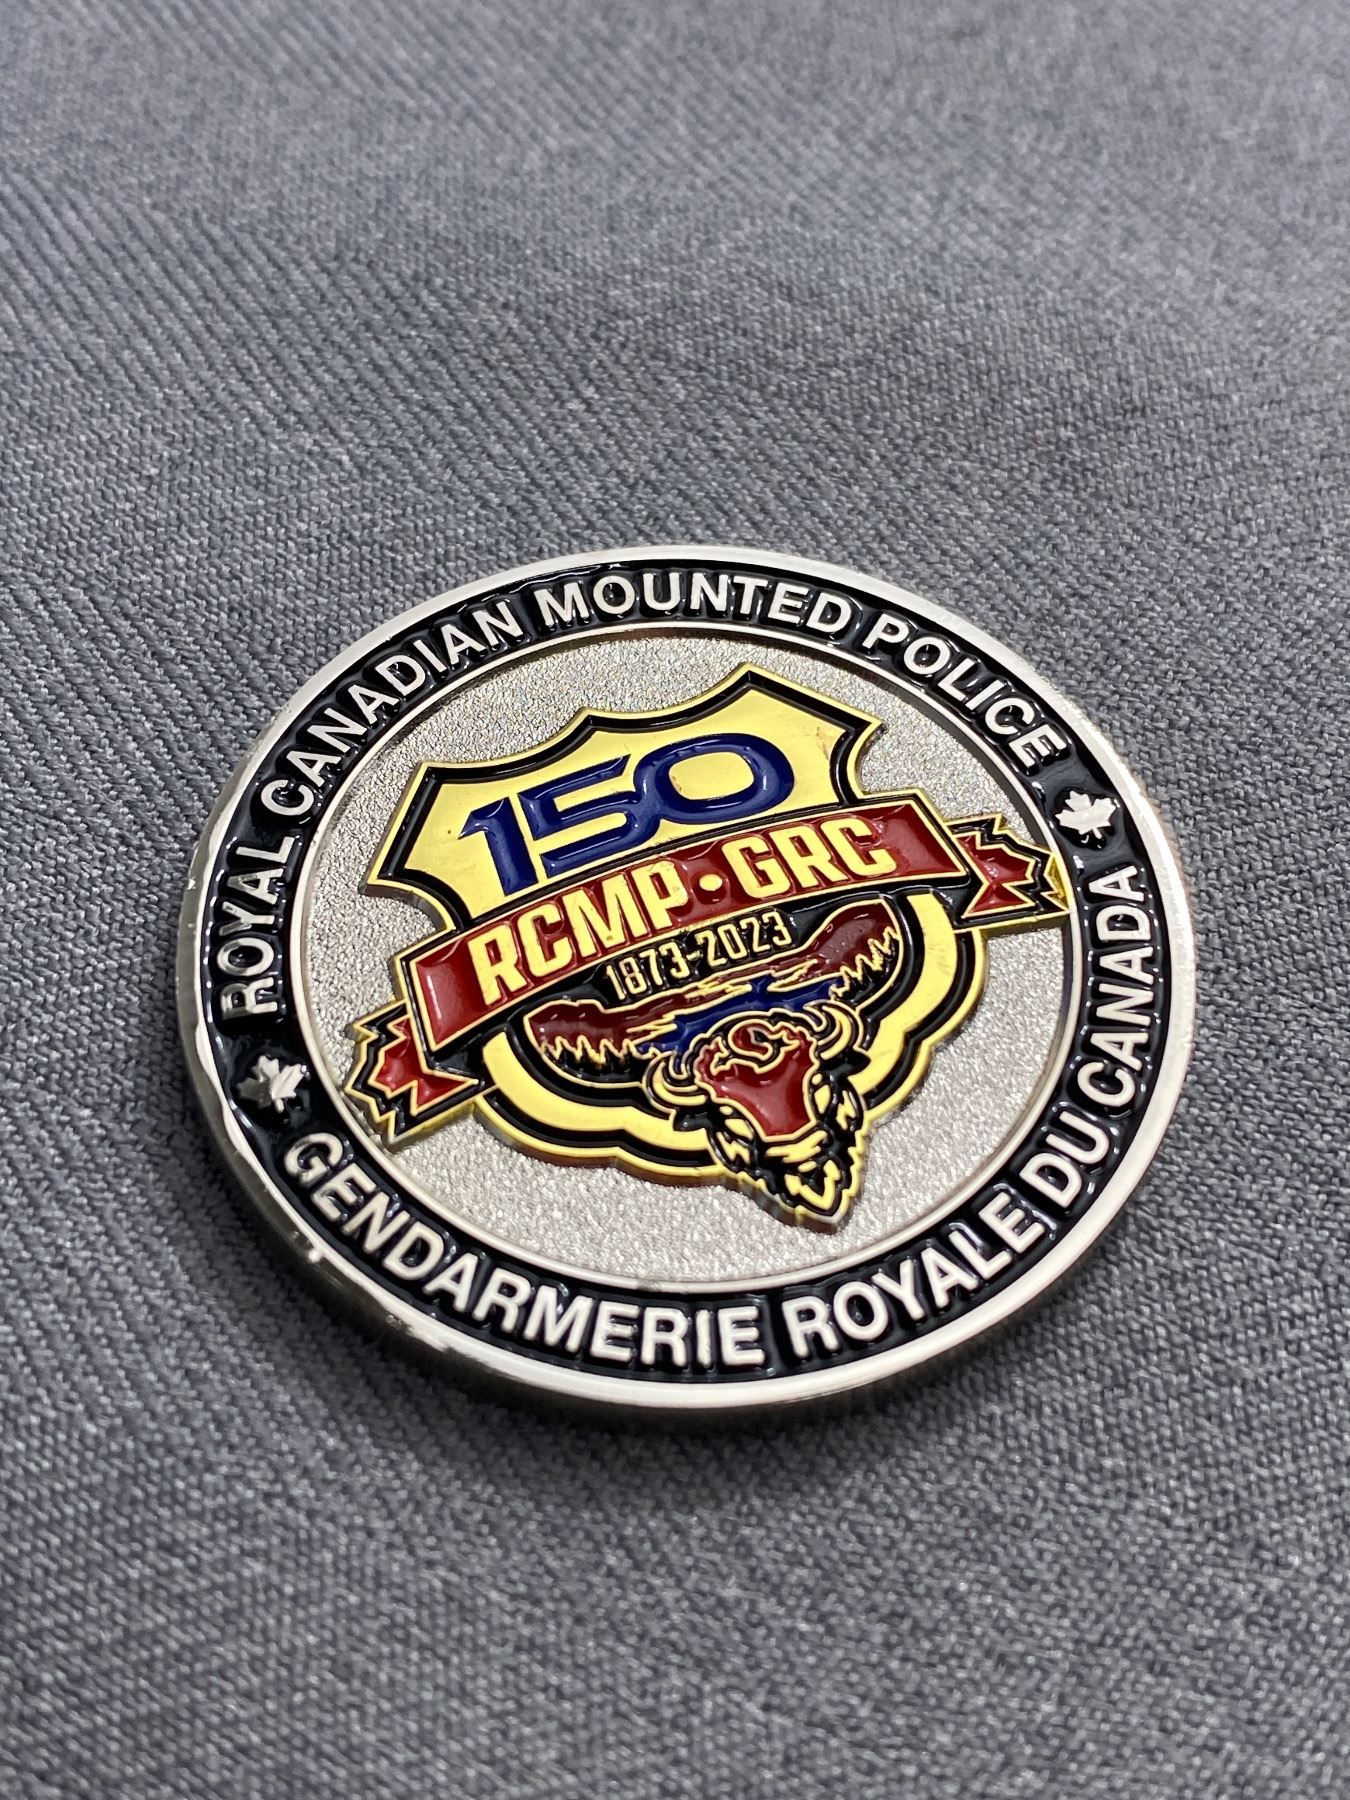 ROYAL CANADIAN MOUNTED POLICE
150
RCMP·GRC
1873-2023
GENDARMERIE ROYALE DU CANADA